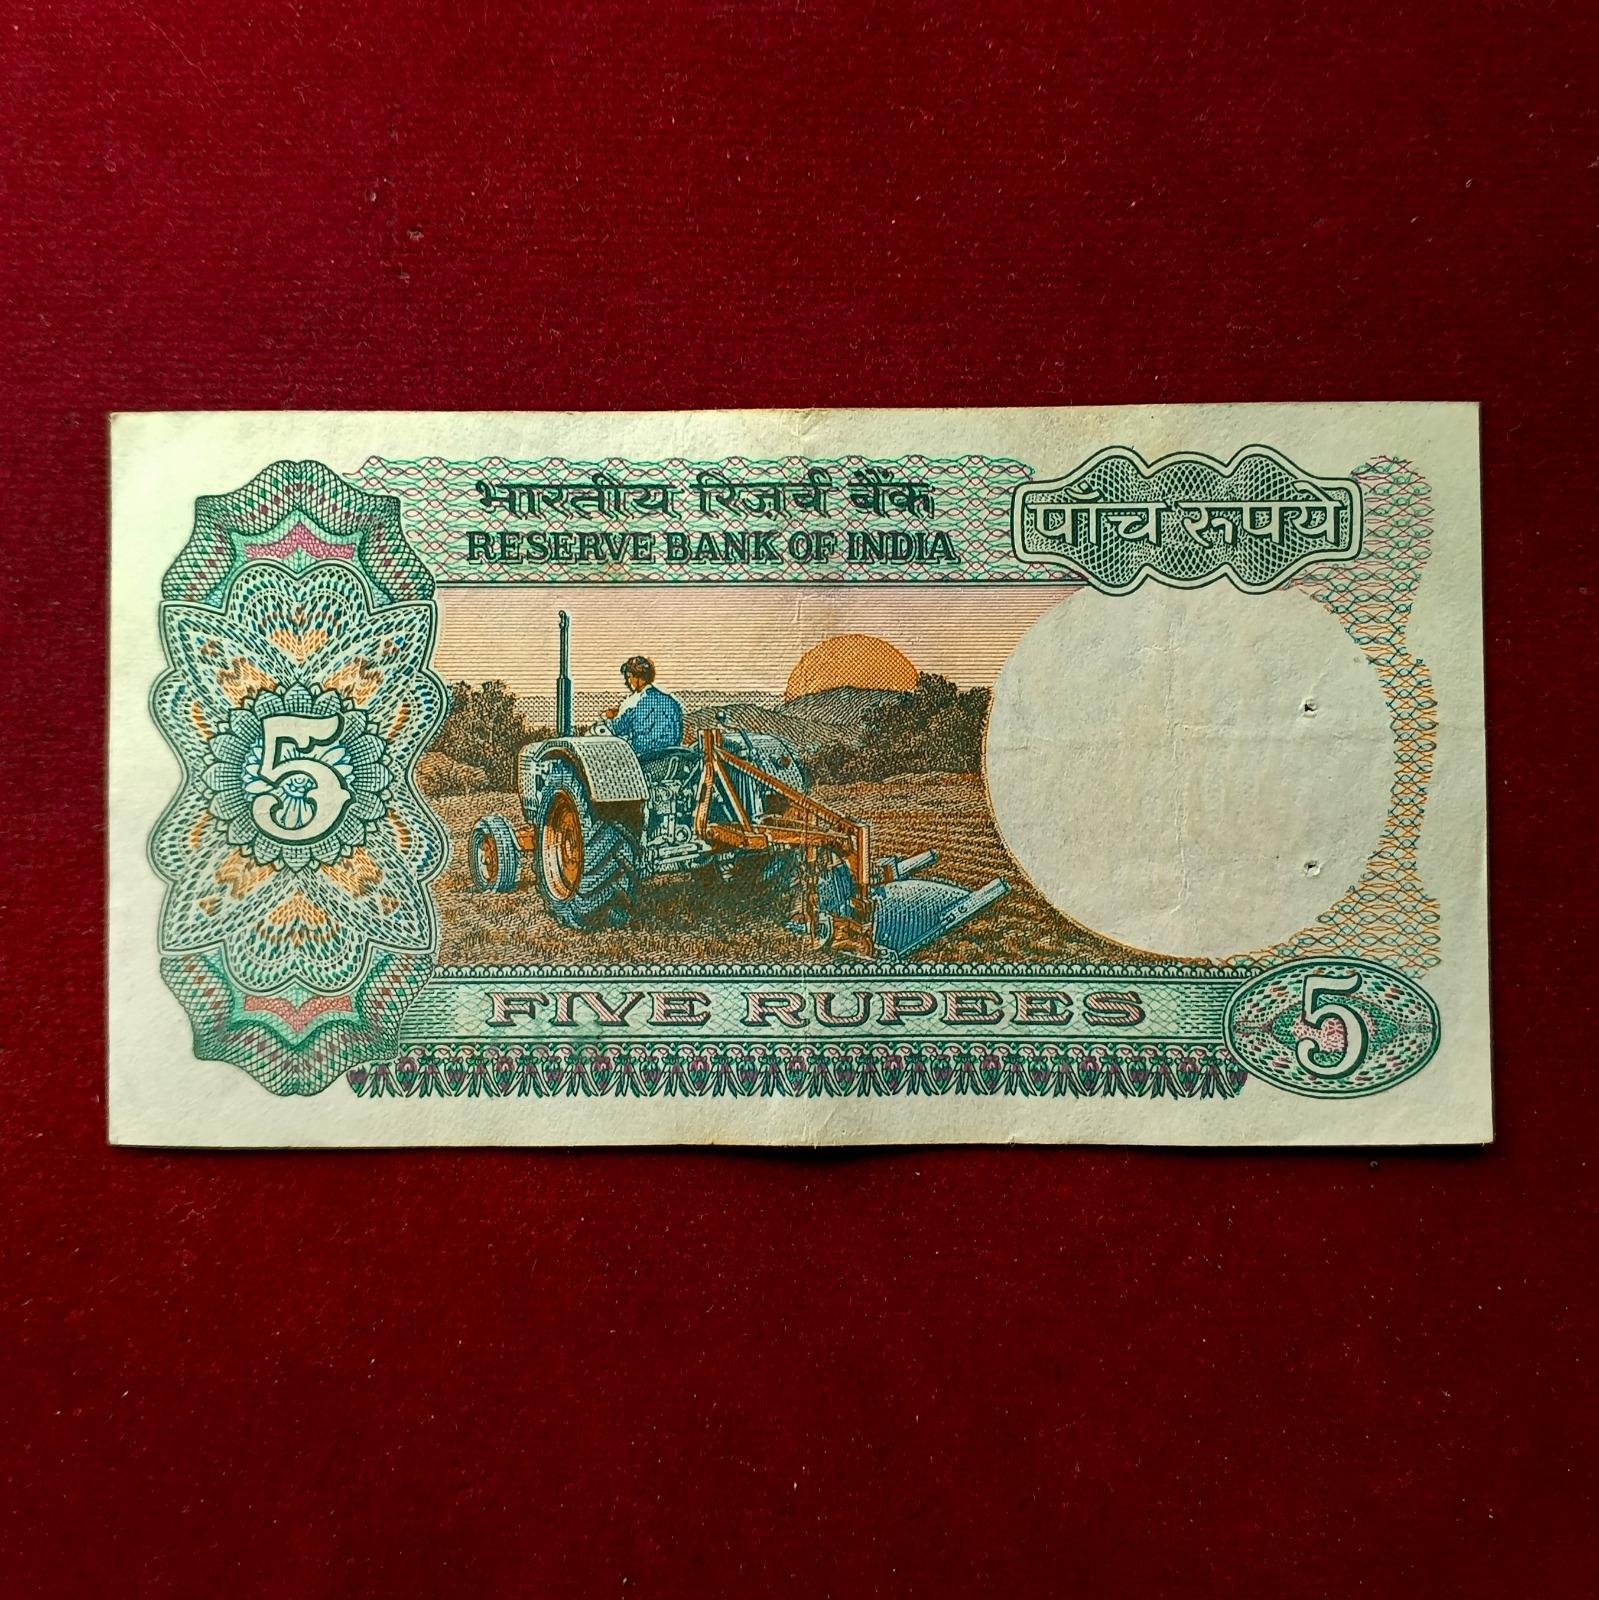 भारतीय रिज़र्व बैंक
RESERVE BANK OF INDIA
पाँच रुपये
5
FIVE RUPEES
5